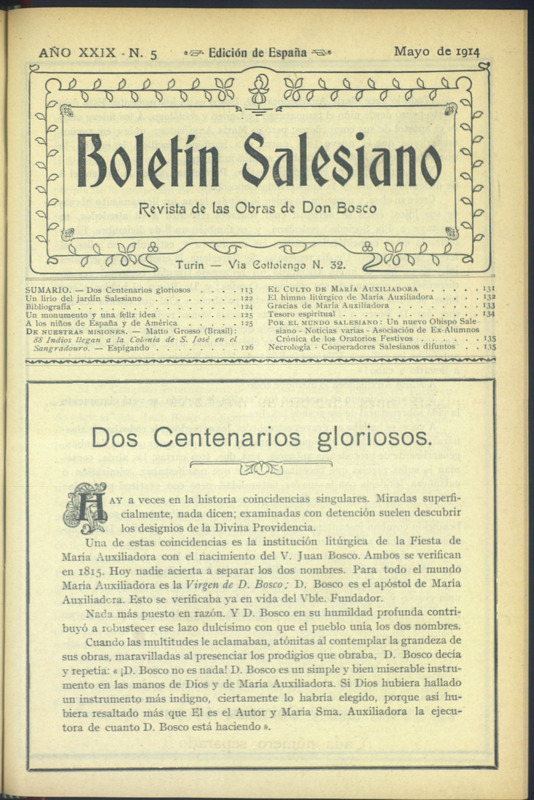 AÑO XXIX - N. 5 Edición de España Mayo de 1914
Boletín Salesiano
Revista de las Obras de Don Bosco
Turín — Via Cottolengo N. 32.
SUMARIO. — Dos Centenarios gloriosos . . . . . . 113
Un lirio del jardín Salesiano . . . . . . . . . . 122
Bibliografía . . . . . . . . . . . . . . . . . . 124
Un monumento y una feliz idea . . . . . . . . . 125
A los niños de España y de América . . . . . . . 125
DE NUESTRAS MISIONES. — Matto Grosso (Brasil):
88 Indios llegan a la Colonia de S. José en el
Sangradouro. — Espigando . . . . . . . . . . . 126
EL CULTO DE MARÍA AUXILIADORA . . . . 131
El himno litúrgico de María Auxiliadora . . . . . 132
Gracias de María Auxiliadora . . . . . . . . . 133
Tesoro espiritual . . . . . . . . . . . . . . . 134
POR EL MUNDO SALESIANO: Un nuevo Obispo Sale
siano - Noticias varias - Asociación de Ex-Alumnos
Crónica de los Oratorios Festivos . . . . . . . 135
Necrología - Cooperadores Salesianos difuntos . . 135
Dos Centenarios gloriosos.
HAY a veces en la historia coincidencias singulares. Miradas superfi-
cialmente, nada dicen; examinadas con detención suelen descubrir
los designios de la Divina Providencia.
Una de estas coincidencias es la institución litúrgica de la Fiesta de
María Auxiliadora con el nacimiento del V. Juan Bosco. Ambos se verifican
en 1815. Hoy nadie acierta a separar los dos nombres. Para todo el mundo
María Auxiliadora es la Virgen de D. Bosco; D. Bosco es el apóstol de María
Auxiliadora. Esto se verificaba ya en vida del Vble. Fundador.
Nada más puesto en razón. Y D. Bosco en su humildad profunda contri-
buyó a robustecer ese lazo dulcísimo con que el pueblo unía los dos nombres.
Cuando las multitudes le aclamaban, atónitas al contemplar la grandeza de
sus obras, maravilladas al presenciar los prodigios que obraba, D. Bosco decía
y repetía: « ¡D. Bosco no es nada! D. Bosco es un simple y bien miserable instru-
mento en las manos de Dios y de María Auxiliadora. Si Dios hubiera hallado
un instrumento más indigno, ciertamente lo habría elegido, porque así hu-
biera resaltado más que El es el Autor y María Sma. Auxiliadora la ejecu-
tora de cuanto D. Bosco está haciendo ».